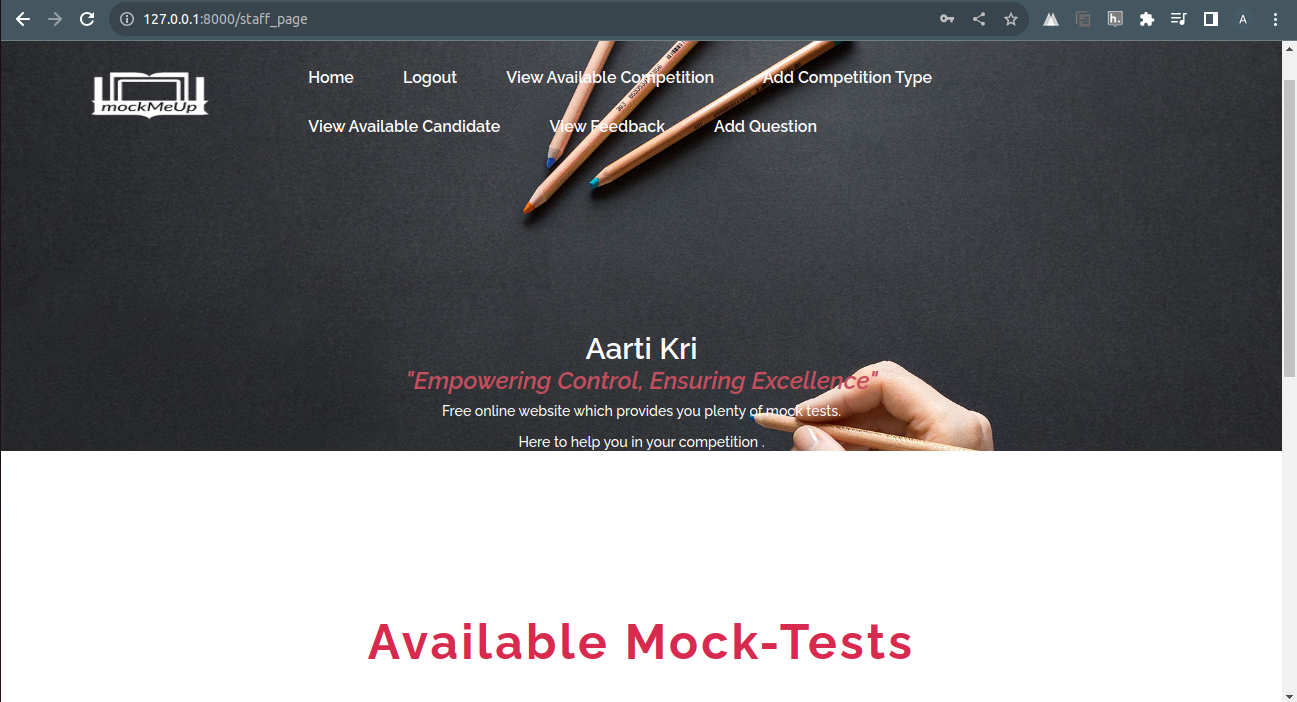 127.0.0.1:8000/staff_page
A
mockMeUp
Home Logout View Available Competition Add Competition Type
View Available Candidate View Feedback Add Question
Aarti Kri
"Empowering Control, Ensuring Excellence"
Free online website which provides you plenty of mock tests.
Here to help you in your competition .
Available Mock-Tests